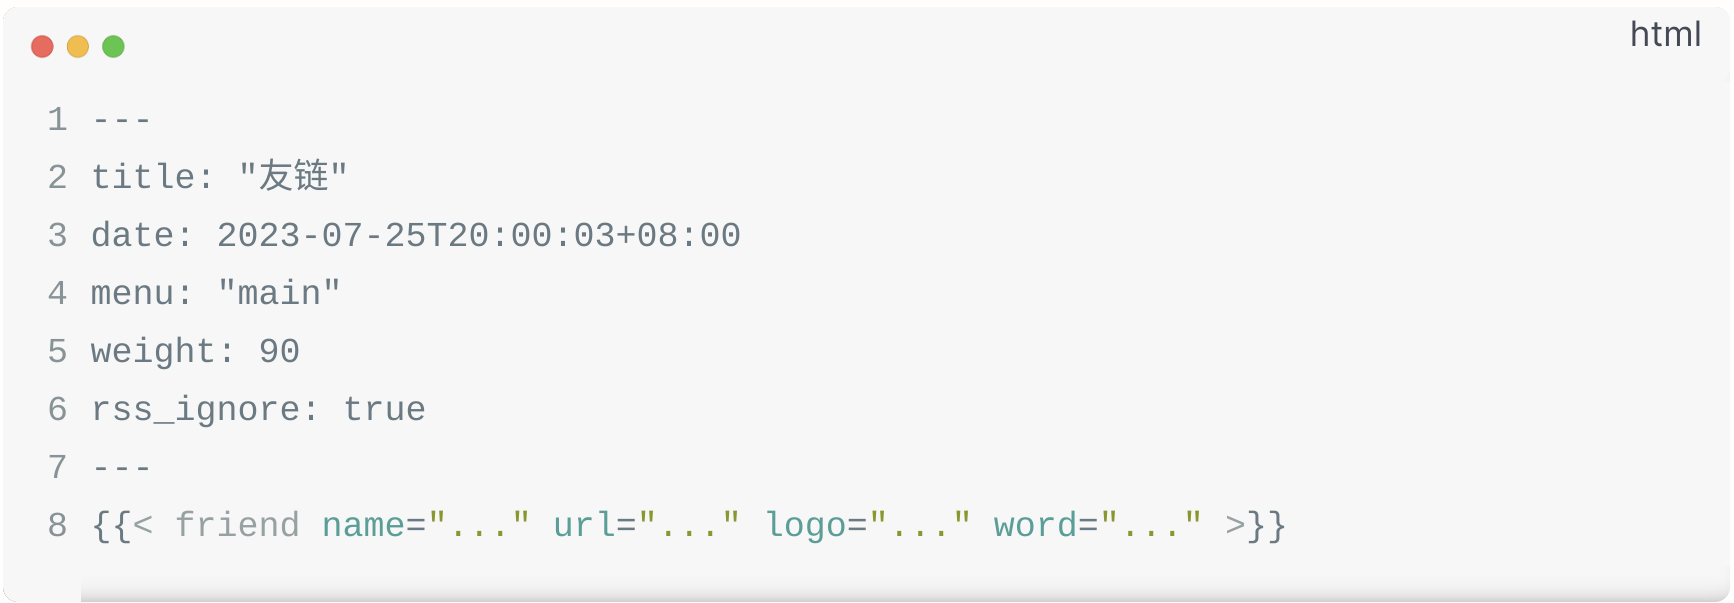 html
1 ---
2 title: "友链"
3 date: 2023-07-25T20:00:03+08:00
4 menu: "main"
5 weight: 90
6 rss_ignore: true
7 ---
8 {{< friend name="..." url="..." logo="..." word="..." >}}